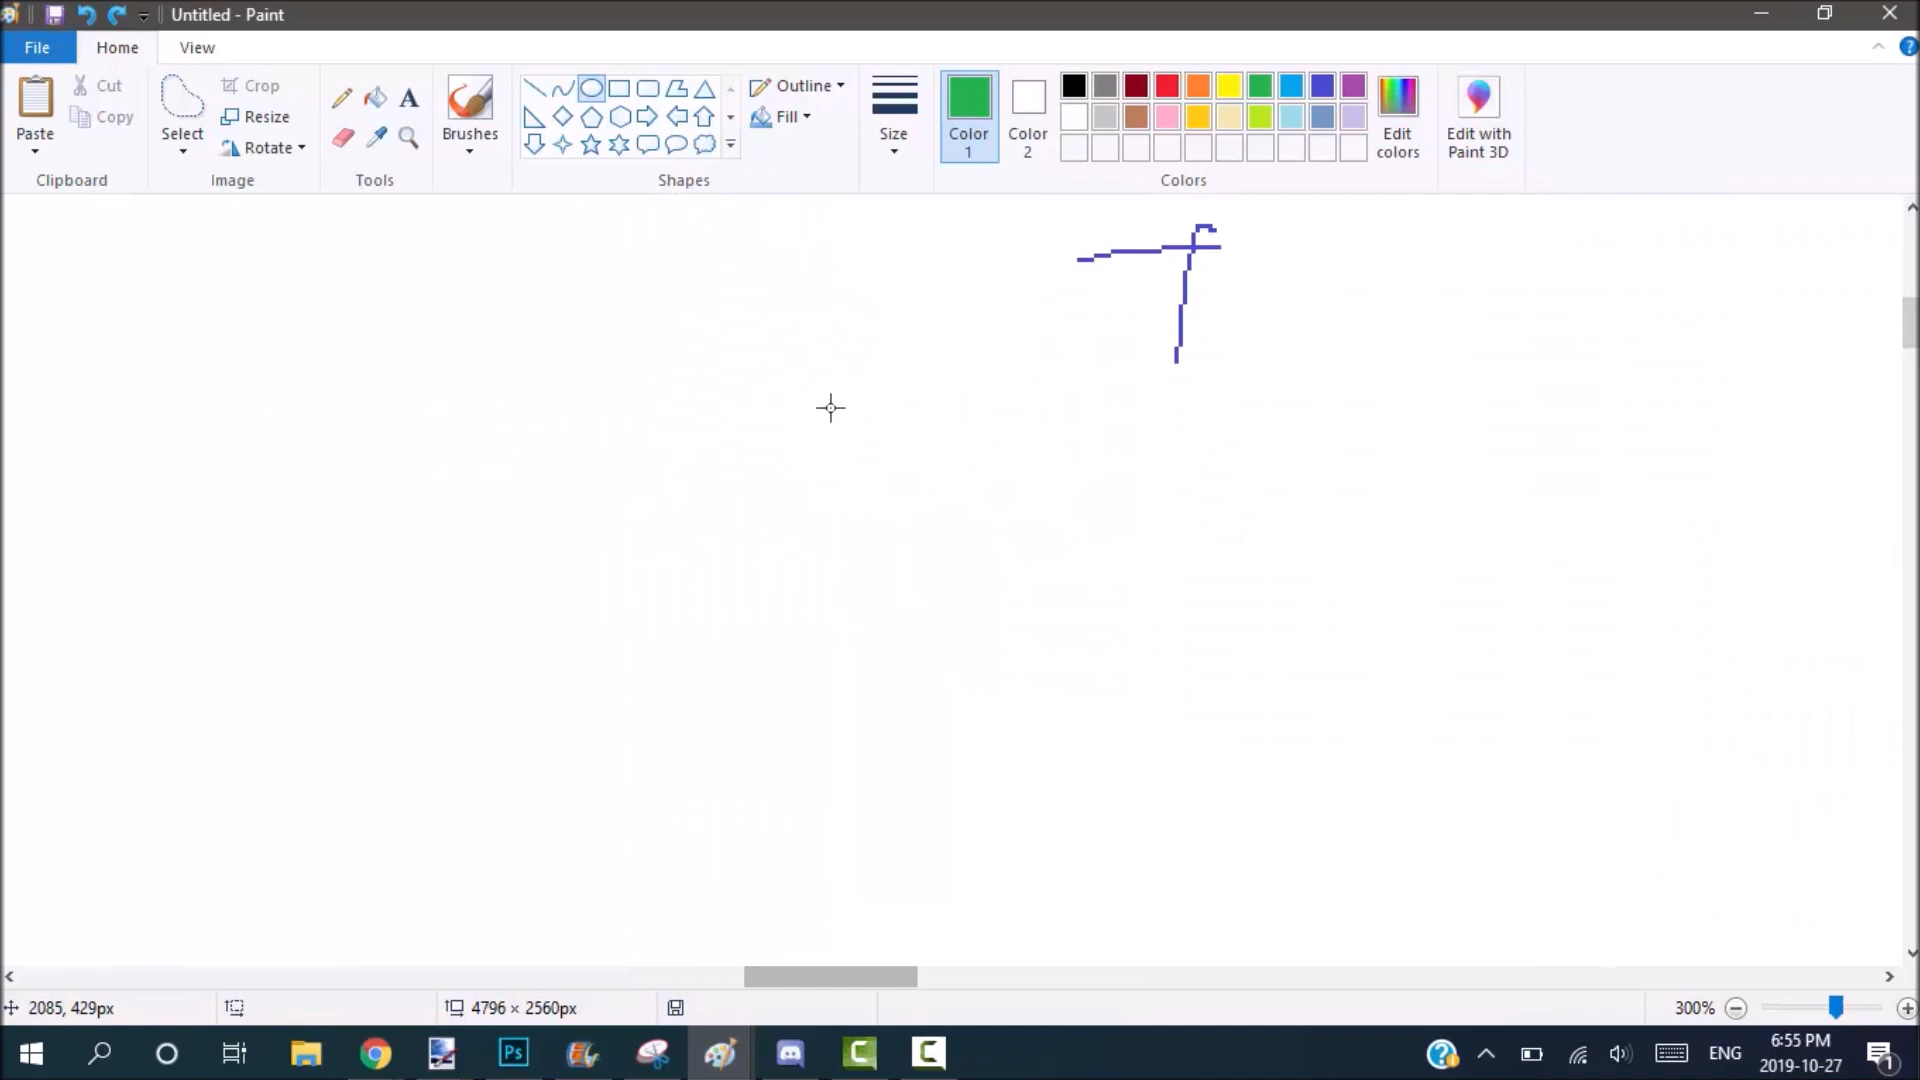 Untitled - Paint
File Home View
Paste
Cut
Copy
Clipboard
Select
Crop
Resize
Rotate
Image
A
Tools
Brushes
Outline
Fill
Shapes
Size
Color 1
Color 2
Edit colors
Colors
Edit with Paint 3D
2085, 429px
4796 × 2560px
300%
Ps
ENG
6:55 PM
2019-10-27
1